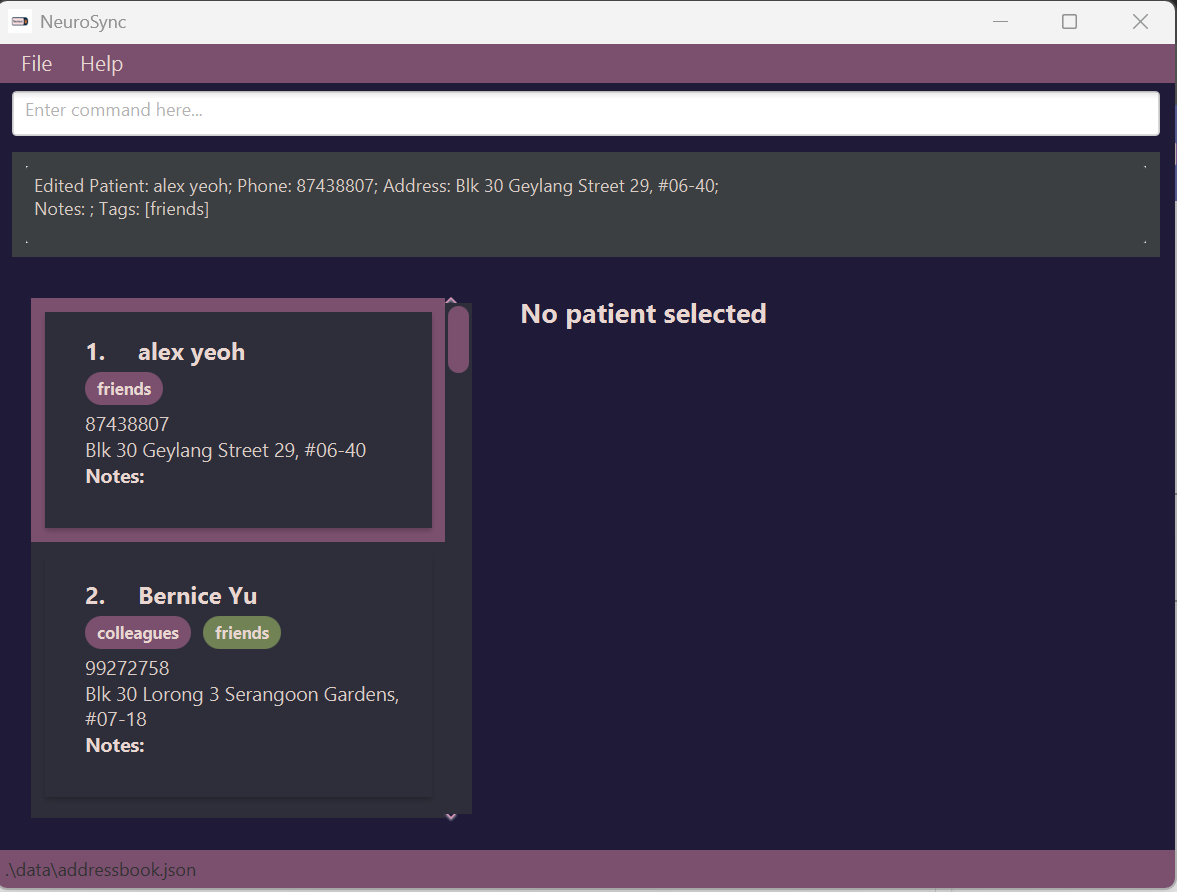 NeuroSync
File Help
Enter command here...
Edited Patient: alex yeoh; Phone: 87438807; Address: Blk 30 Geylang Street 29, #06-40;
Notes: ; Tags: [friends]
1. alex yeoh
friends
87438807
Blk 30 Geylang Street 29, #06-40
Notes:
2. Bernice Yu
colleagues friends
99272758
Blk 30 Lorong 3 Serangoon Gardens,
#07-18
Notes:
No patient selected
.\data\addressbook.json